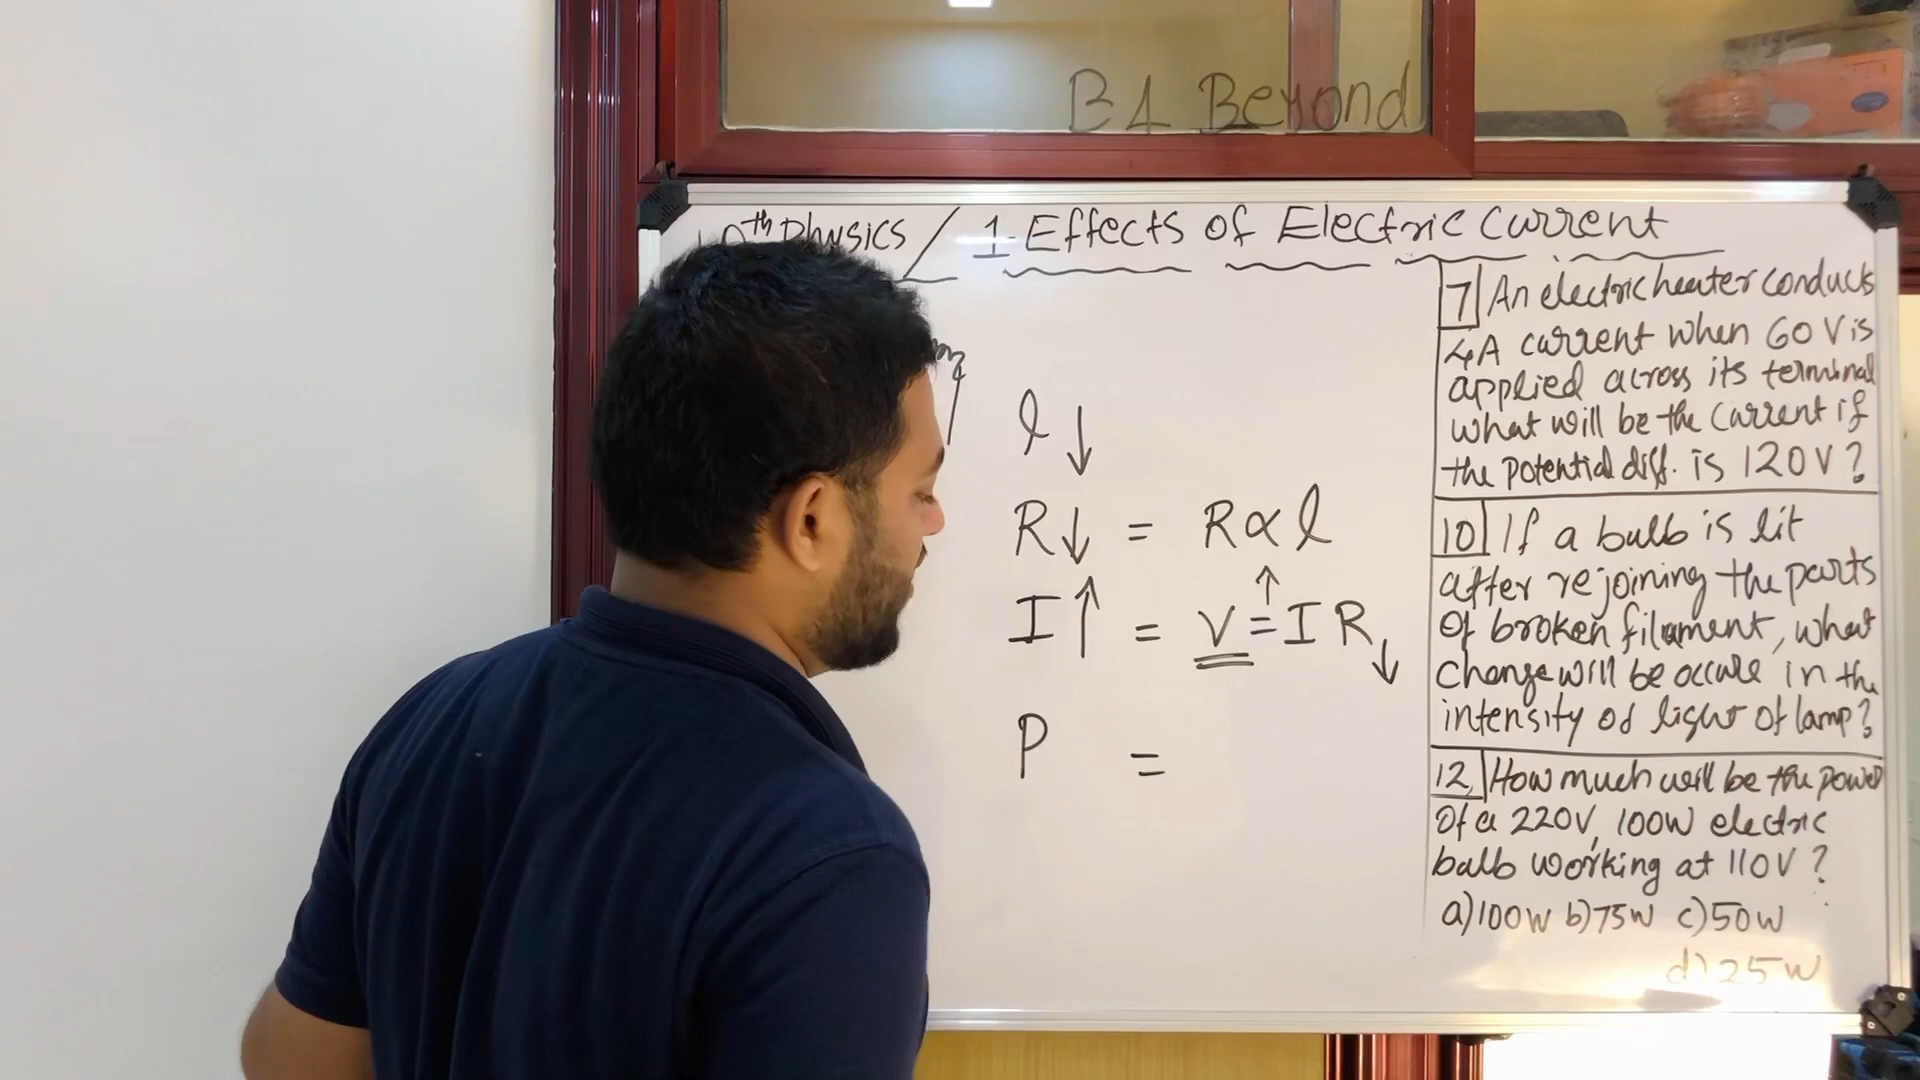 B4 Beyond
10th Physics / 1. Effects of Electric Current
l ↓
R↓ = R∝ l
I↑ = V = I R↓
↑
P =
7 An electric heater conducts
4A current when 60 V is
applied across its terminal
what will be the current if
the potential diff. is 120V?
10 If a bulb is lit
after rejoining the parts
of broken filament, what
change will be occure in the
intensity od light of lamp?
12. How much will be the power
Of a 220V, 100W electric
bulb working at 110V?
a)100W b)75W c)50W
d)25W